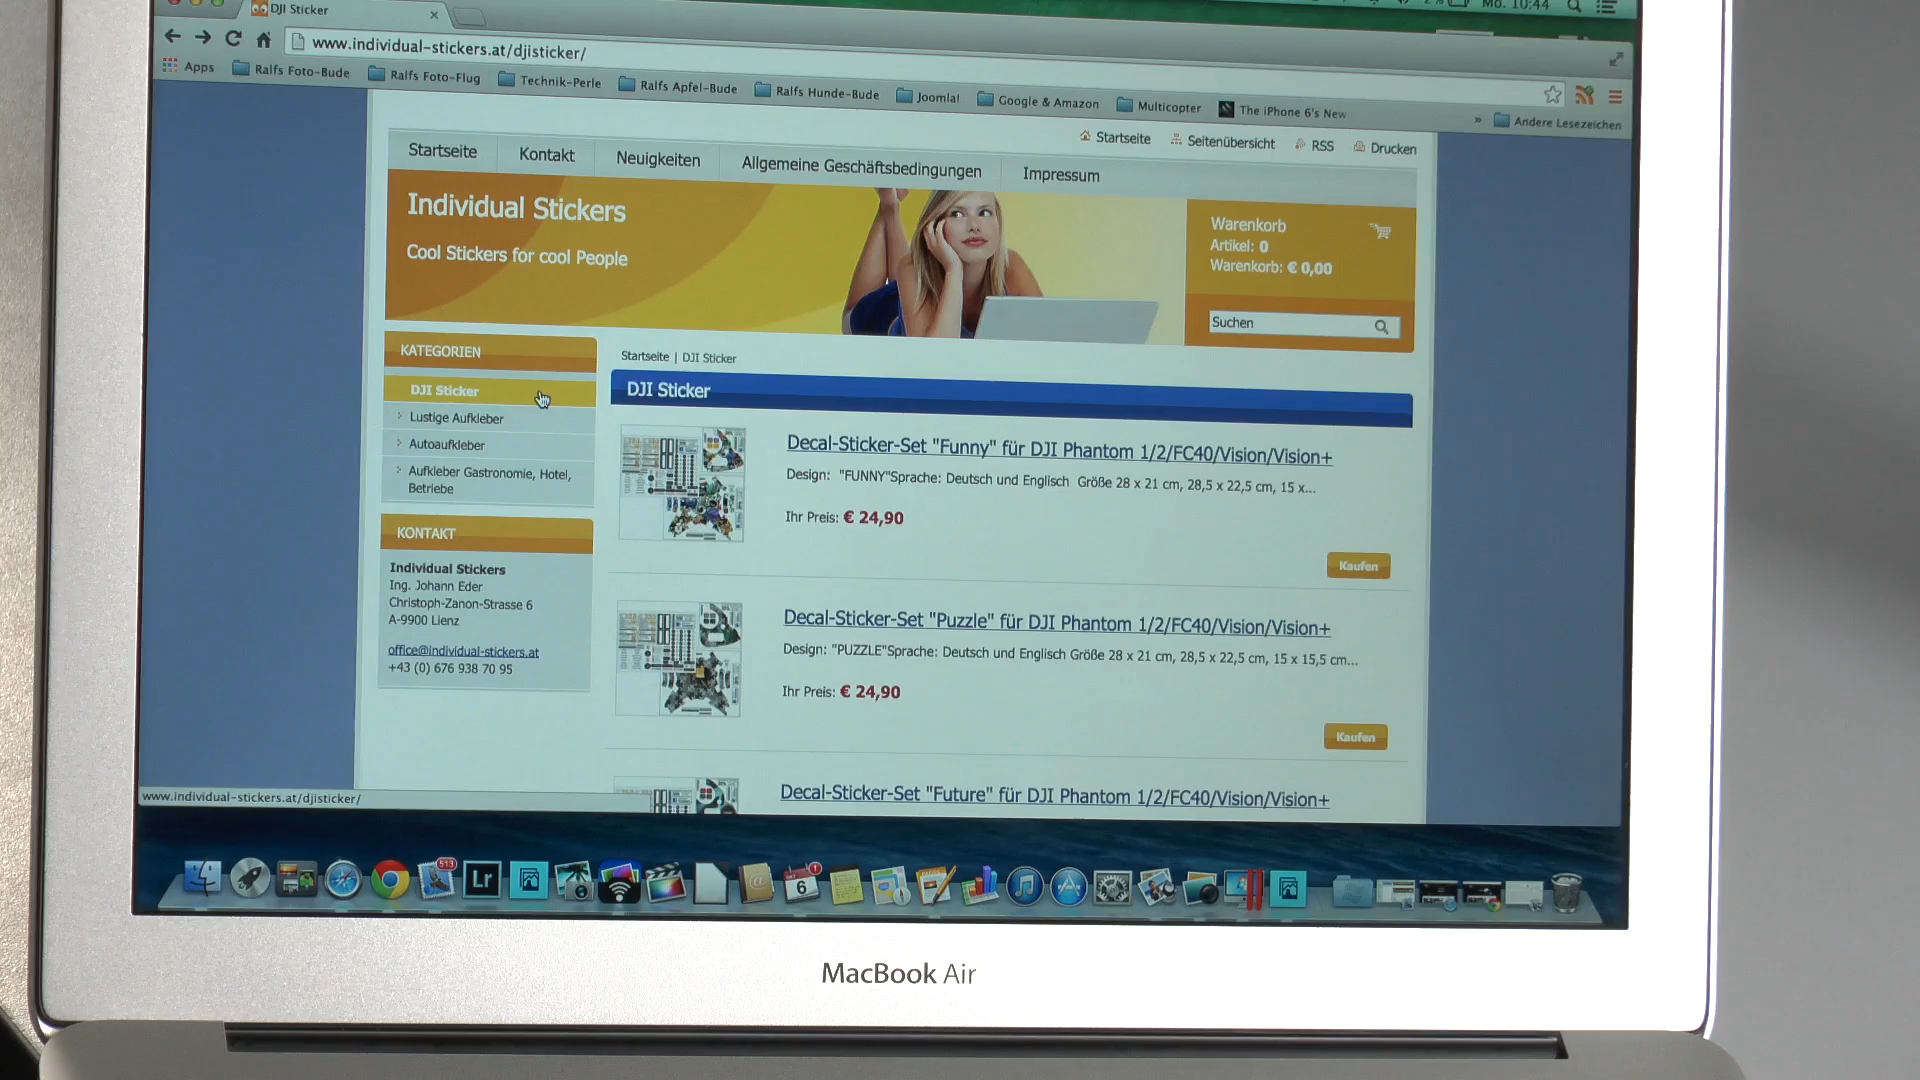 DJI Sticker
Mo. 10:44
www.individual-stickers.at/djisticker/
Apps
Ralfs Foto-Bude
Ralfs Foto-Flug
Technik-Perle
Ralfs Apfel-Bude
Ralfs Hunde-Bude
Joomla!
Google & Amazon
Multicopter
The iPhone 6's New
»
Andere Lesezeichen
Startseite
Seitenübersicht
RSS
Drucken
Startseite
Kontakt
Neuigkeiten
Allgemeine Geschäftsbedingungen
Impressum
Individual Stickers
Cool Stickers for cool People
Warenkorb
Artikel: 0
Warenkorb: € 0,00
Suchen
KATEGORIEN
DJI Sticker
Lustige Aufkleber
Autoaufkleber
Aufkleber Gastronomie, Hotel,
Betriebe
KONTAKT
Individual Stickers
Ing. Johann Eder
Christoph-Zanon-Strasse 6
A-9900 Lienz
office@individual-stickers.at
+43 (0) 676 938 70 95
Startseite | DJI Sticker
DJI Sticker
Decal-Sticker-Set "Funny" für DJI Phantom 1/2/FC40/Vision/Vision+
Design: "FUNNY"Sprache: Deutsch und Englisch Größe 28 x 21 cm, 28,5 x 22,5 cm, 15 x...
Ihr Preis: € 24,90
Kaufen
Decal-Sticker-Set "Puzzle" für DJI Phantom 1/2/FC40/Vision/Vision+
Design: "PUZZLE"Sprache: Deutsch und Englisch Größe 28 x 21 cm, 28,5 x 22,5 cm, 15 x 15,5 cm...
Ihr Preis: € 24,90
Kaufen
Decal-Sticker-Set "Future" für DJI Phantom 1/2/FC40/Vision/Vision+
www.individual-stickers.at/djisticker/
513
Lr
1
6
MacBook Air